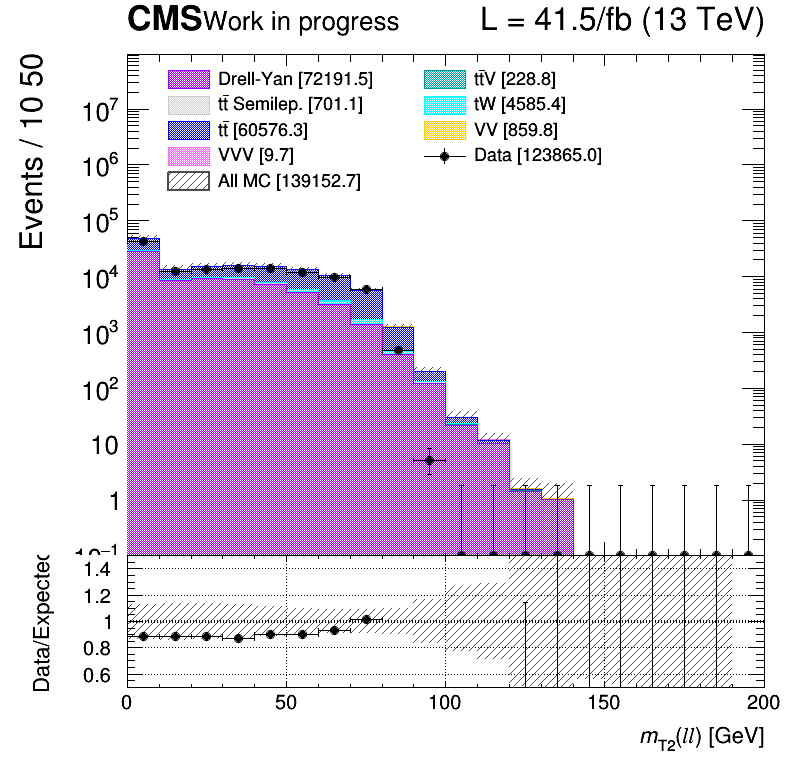 CMS Work in progress L = 41.5/fb (13 TeV)
Events / 10 50
Drell-Yan [72191.5] tt̄V [228.8]
tt̄ Semilep. [701.1] tW [4585.4]
tt̄ [60576.3] VV [859.8]
VVV [9.7] Data [123865.0]
All MC [139152.7]
10⁷
10⁶
10⁵
10⁴
10³
10²
10
1
10⁻¹
Data/Expected
1.4
1.2
1
0.8
0.6
0 50 100 150 200
m_T2(ll) [GeV]